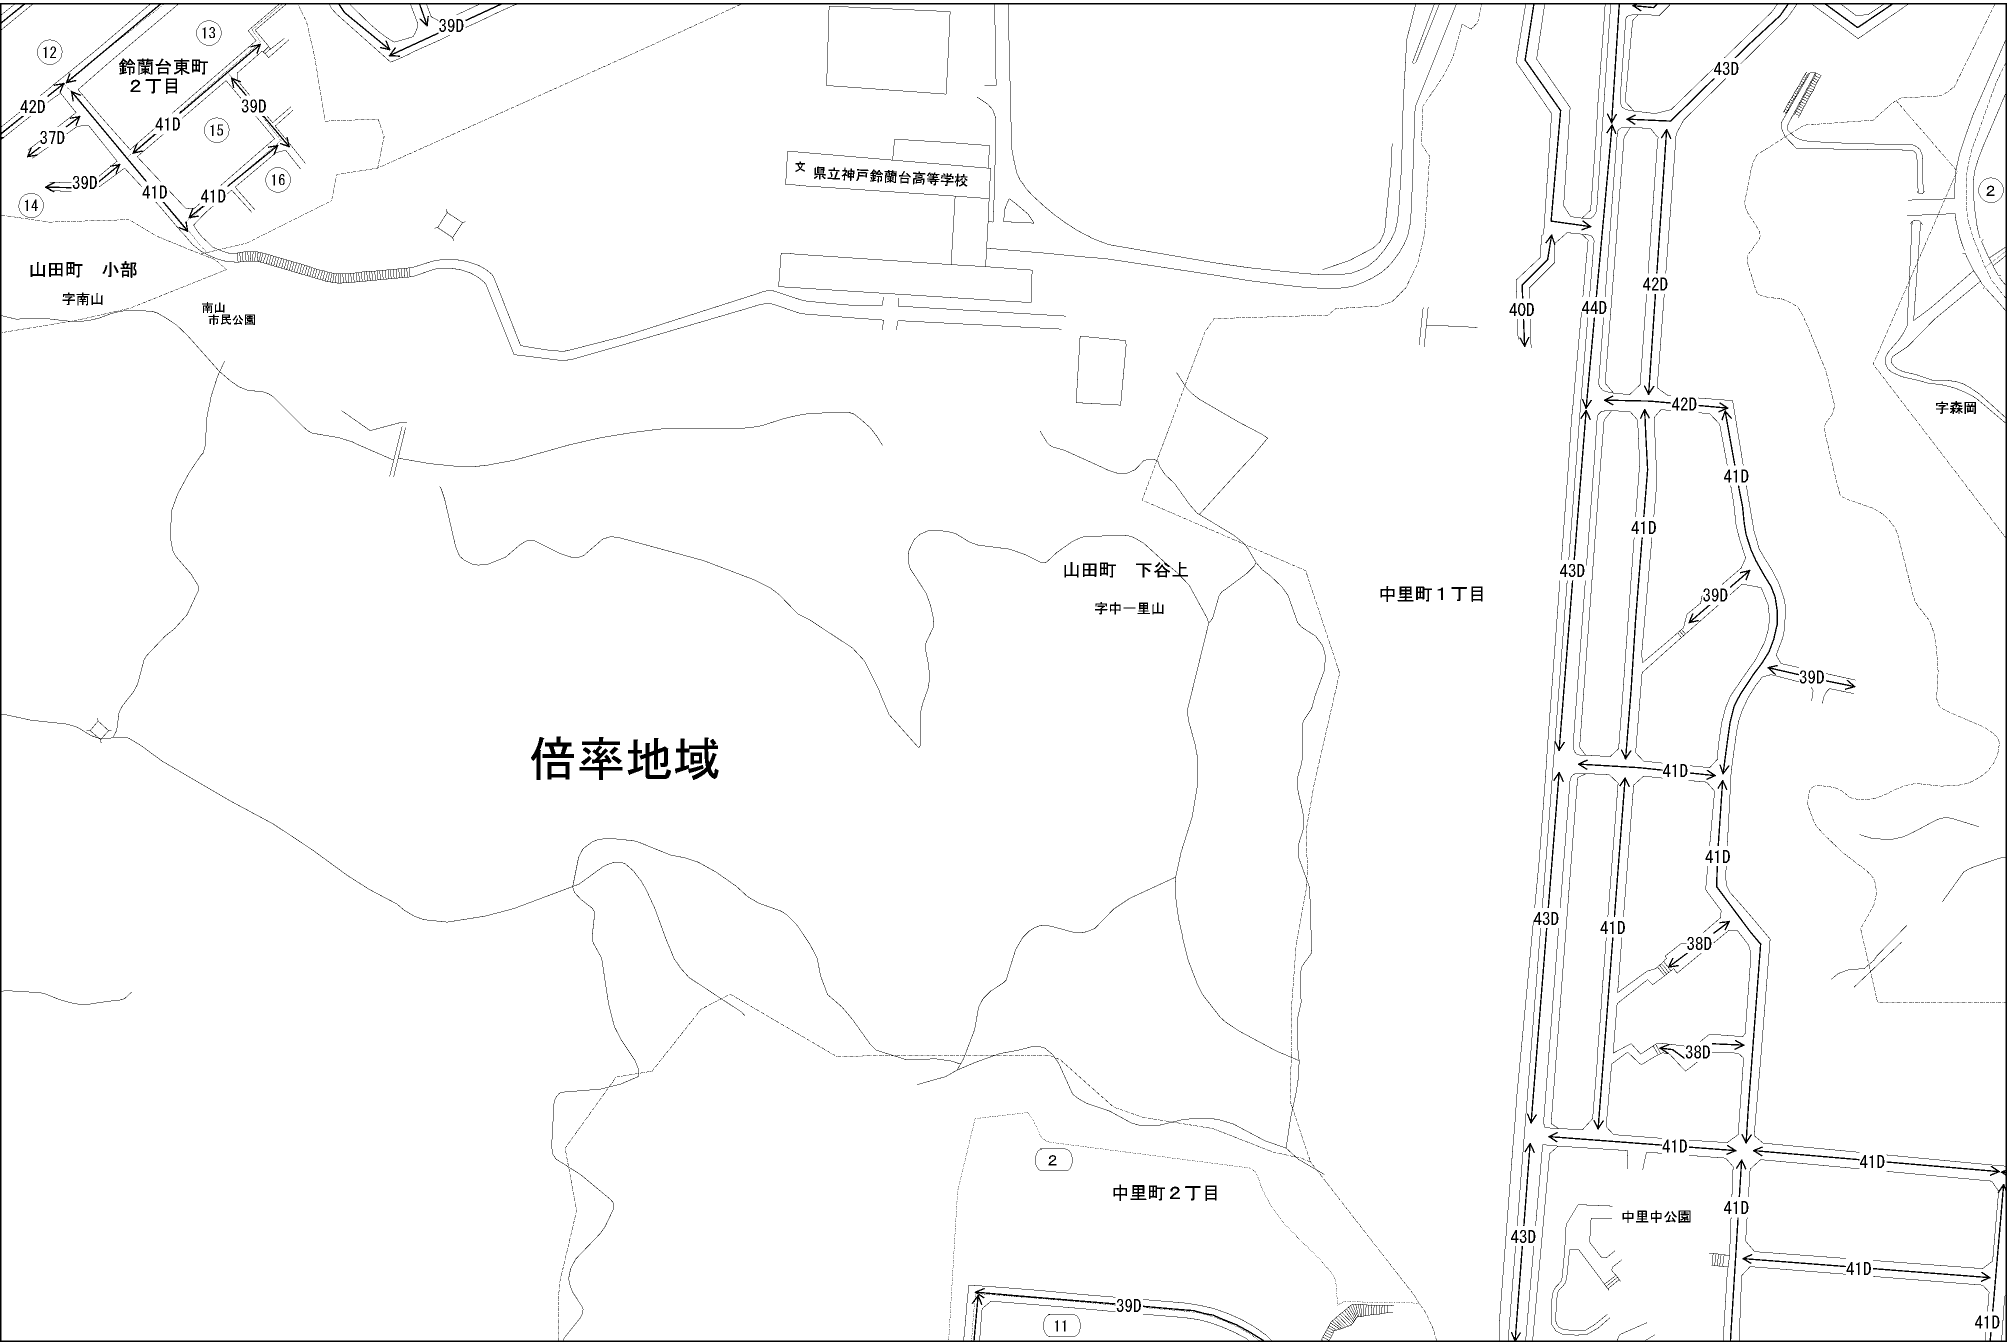 39D
13
12
鈴蘭台東町
２丁目
43D
42D
39D
41D
15
37D
文 県立神戸鈴蘭台高等学校
16
39D
41D
41D
2
14
山田町 小部
字南山
南山
市民公園
42D
44D
40D
42D
字森岡
41D
41D
43D
山田町 下谷上
字中一里山
中里町１丁目
39D
39D
倍率地域
41D
41D
43D
41D
38D
38D
41D
2
41D
中里町２丁目
41D
中里中公園
43D
41D
39D
11
41D